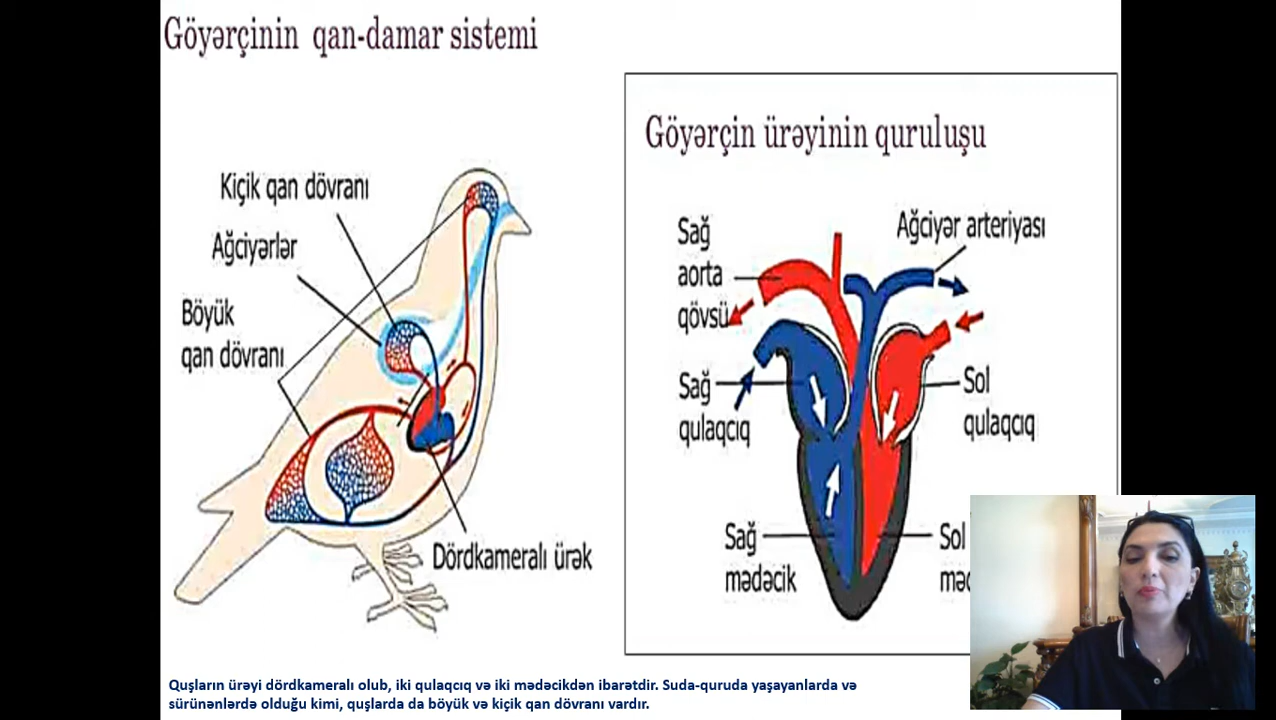 Göyərçinin qan-damar sistemi
Kiçik qan dövranı
Ağciyərlər
Böyük
qan dövranı
Dördkameralı ürək
Göyərçin ürəyinin quruluşu
Sağ
aorta
qövsü
Ağciyər arteriyası
Sağ
qulaqcıq
Sol
qulaqcıq
Sağ
mədəcik
Sol
Quşların ürəyi dördkameralı olub, iki qulaqcıq və iki mədəcikdən ibarətdir. Suda-quruda yaşayanlarda və
sürünənlərdə olduğu kimi, quşlarda da böyük və kiçik qan dövranı vardır.